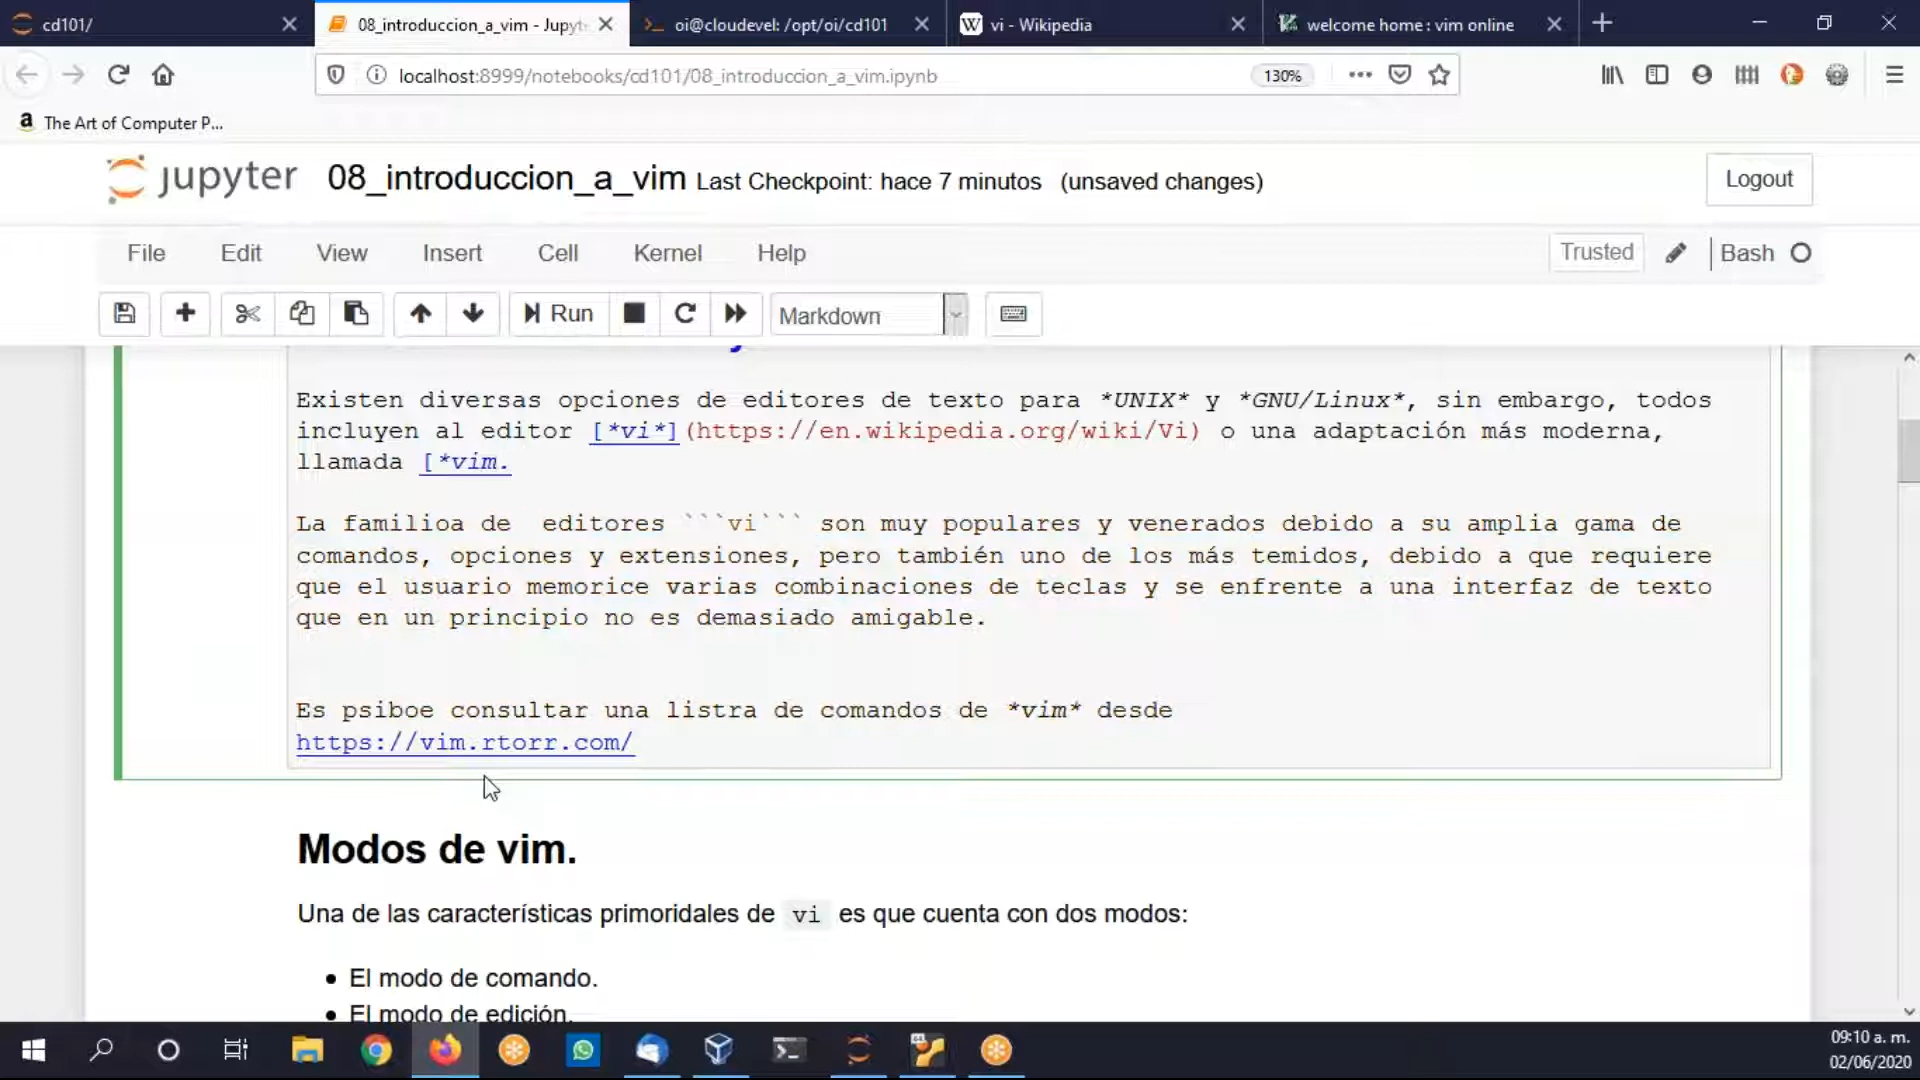 cd101/
08_introduccion_a_vim - Jupyt
oi@cloudevel: /opt/oi/cd101
W vi - Wikipedia
welcome home : vim online
localhost:8999/notebooks/cd101/08_introduccion_a_vim.ipynb
130%
a The Art of Computer P...
jupyter 08_introduccion_a_vim Last Checkpoint: hace 7 minutos (unsaved changes)
Logout
File Edit View Insert Cell Kernel Help
Trusted
Bash
Run
Markdown
Existen diversas opciones de editores de texto para *UNIX* y *GNU/Linux*, sin embargo, todos
incluyen al editor [*vi*](https://en.wikipedia.org/wiki/Vi) o una adaptación más moderna,
llamada [*vim.
La familioa de  editores ```vi``` son muy populares y venerados debido a su amplia gama de
comandos, opciones y extensiones, pero también uno de los más temidos, debido a que requiere
que el usuario memorice varias combinaciones de teclas y se enfrente a una interfaz de texto
que en un principio no es demasiado amigable.
Es psiboe consultar una listra de comandos de *vim* desde
https://vim.rtorr.com/
Modos de vim.
Una de las características primoridales de vi es que cuenta con dos modos:
• El modo de comando.
• El modo de edición.
09:10 a. m.
02/06/2020